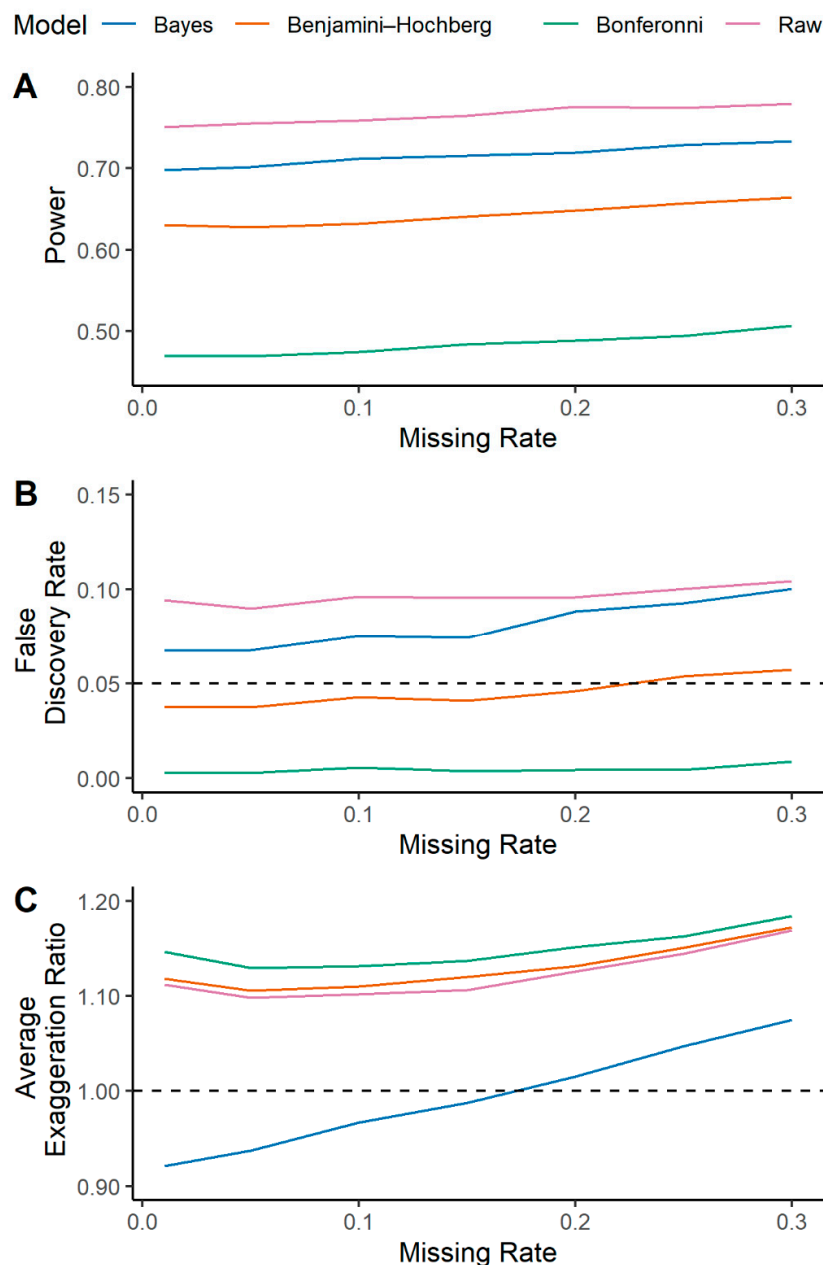 Model Bayes Benjamini–Hochberg Bonferonni Raw
A
0.80
0.70
0.60
0.50
Power
0.0 0.1 0.2 0.3
Missing Rate
B
0.15
0.10
0.05
0.00
False
Discovery Rate
0.0 0.1 0.2 0.3
Missing Rate
C
1.20
1.10
1.00
0.90
Average
Exaggeration Ratio
0.0 0.1 0.2 0.3
Missing Rate